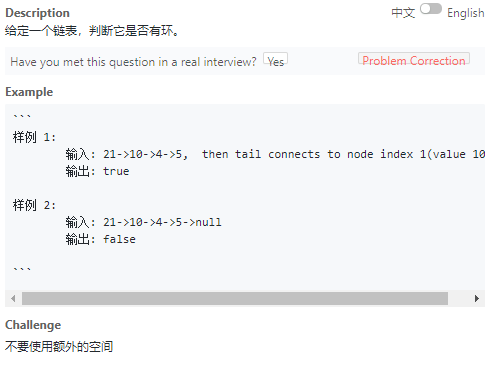 Description
中文 English
给定一个链表，判断它是否有环。
Have you met this question in a real interview? Yes Problem Correction
Example
```
样例 1:
输入: 21->10->4->5, then tail connects to node index 1(value 10
输出: true
样例 2:
输入: 21->10->4->5->null
输出: false
```
Challenge
不要使用额外的空间